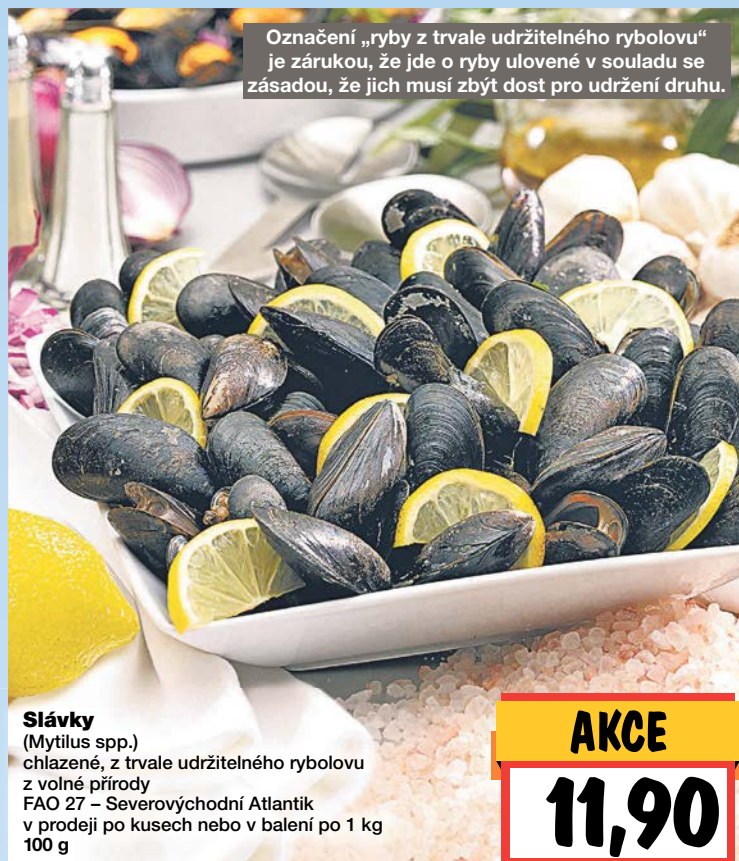 Označení „ryby z trvale udržitelného rybolovu“
je zárukou, že jde o ryby ulovené v souladu se
zásadou, že jich musí zbýt dost pro udržení druhu.
Slávky
(Mytilus spp.)
chlazené, z trvale udržitelného rybolovu
z volné přírody
FAO 27 – Severovýchodní Atlantik
v prodeji po kusech nebo v balení po 1 kg
100 g
AKCE
11,90